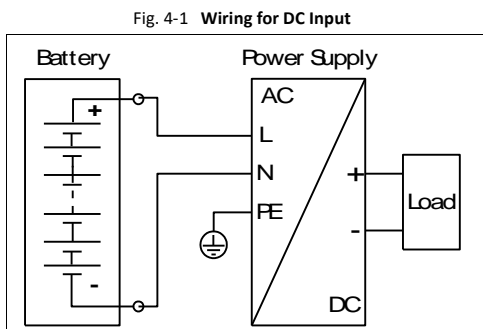 Fig. 4-1 Wiring for DC Input
Battery
Power Supply
+
AC
L
N
PE
+
-
Load
-
DC